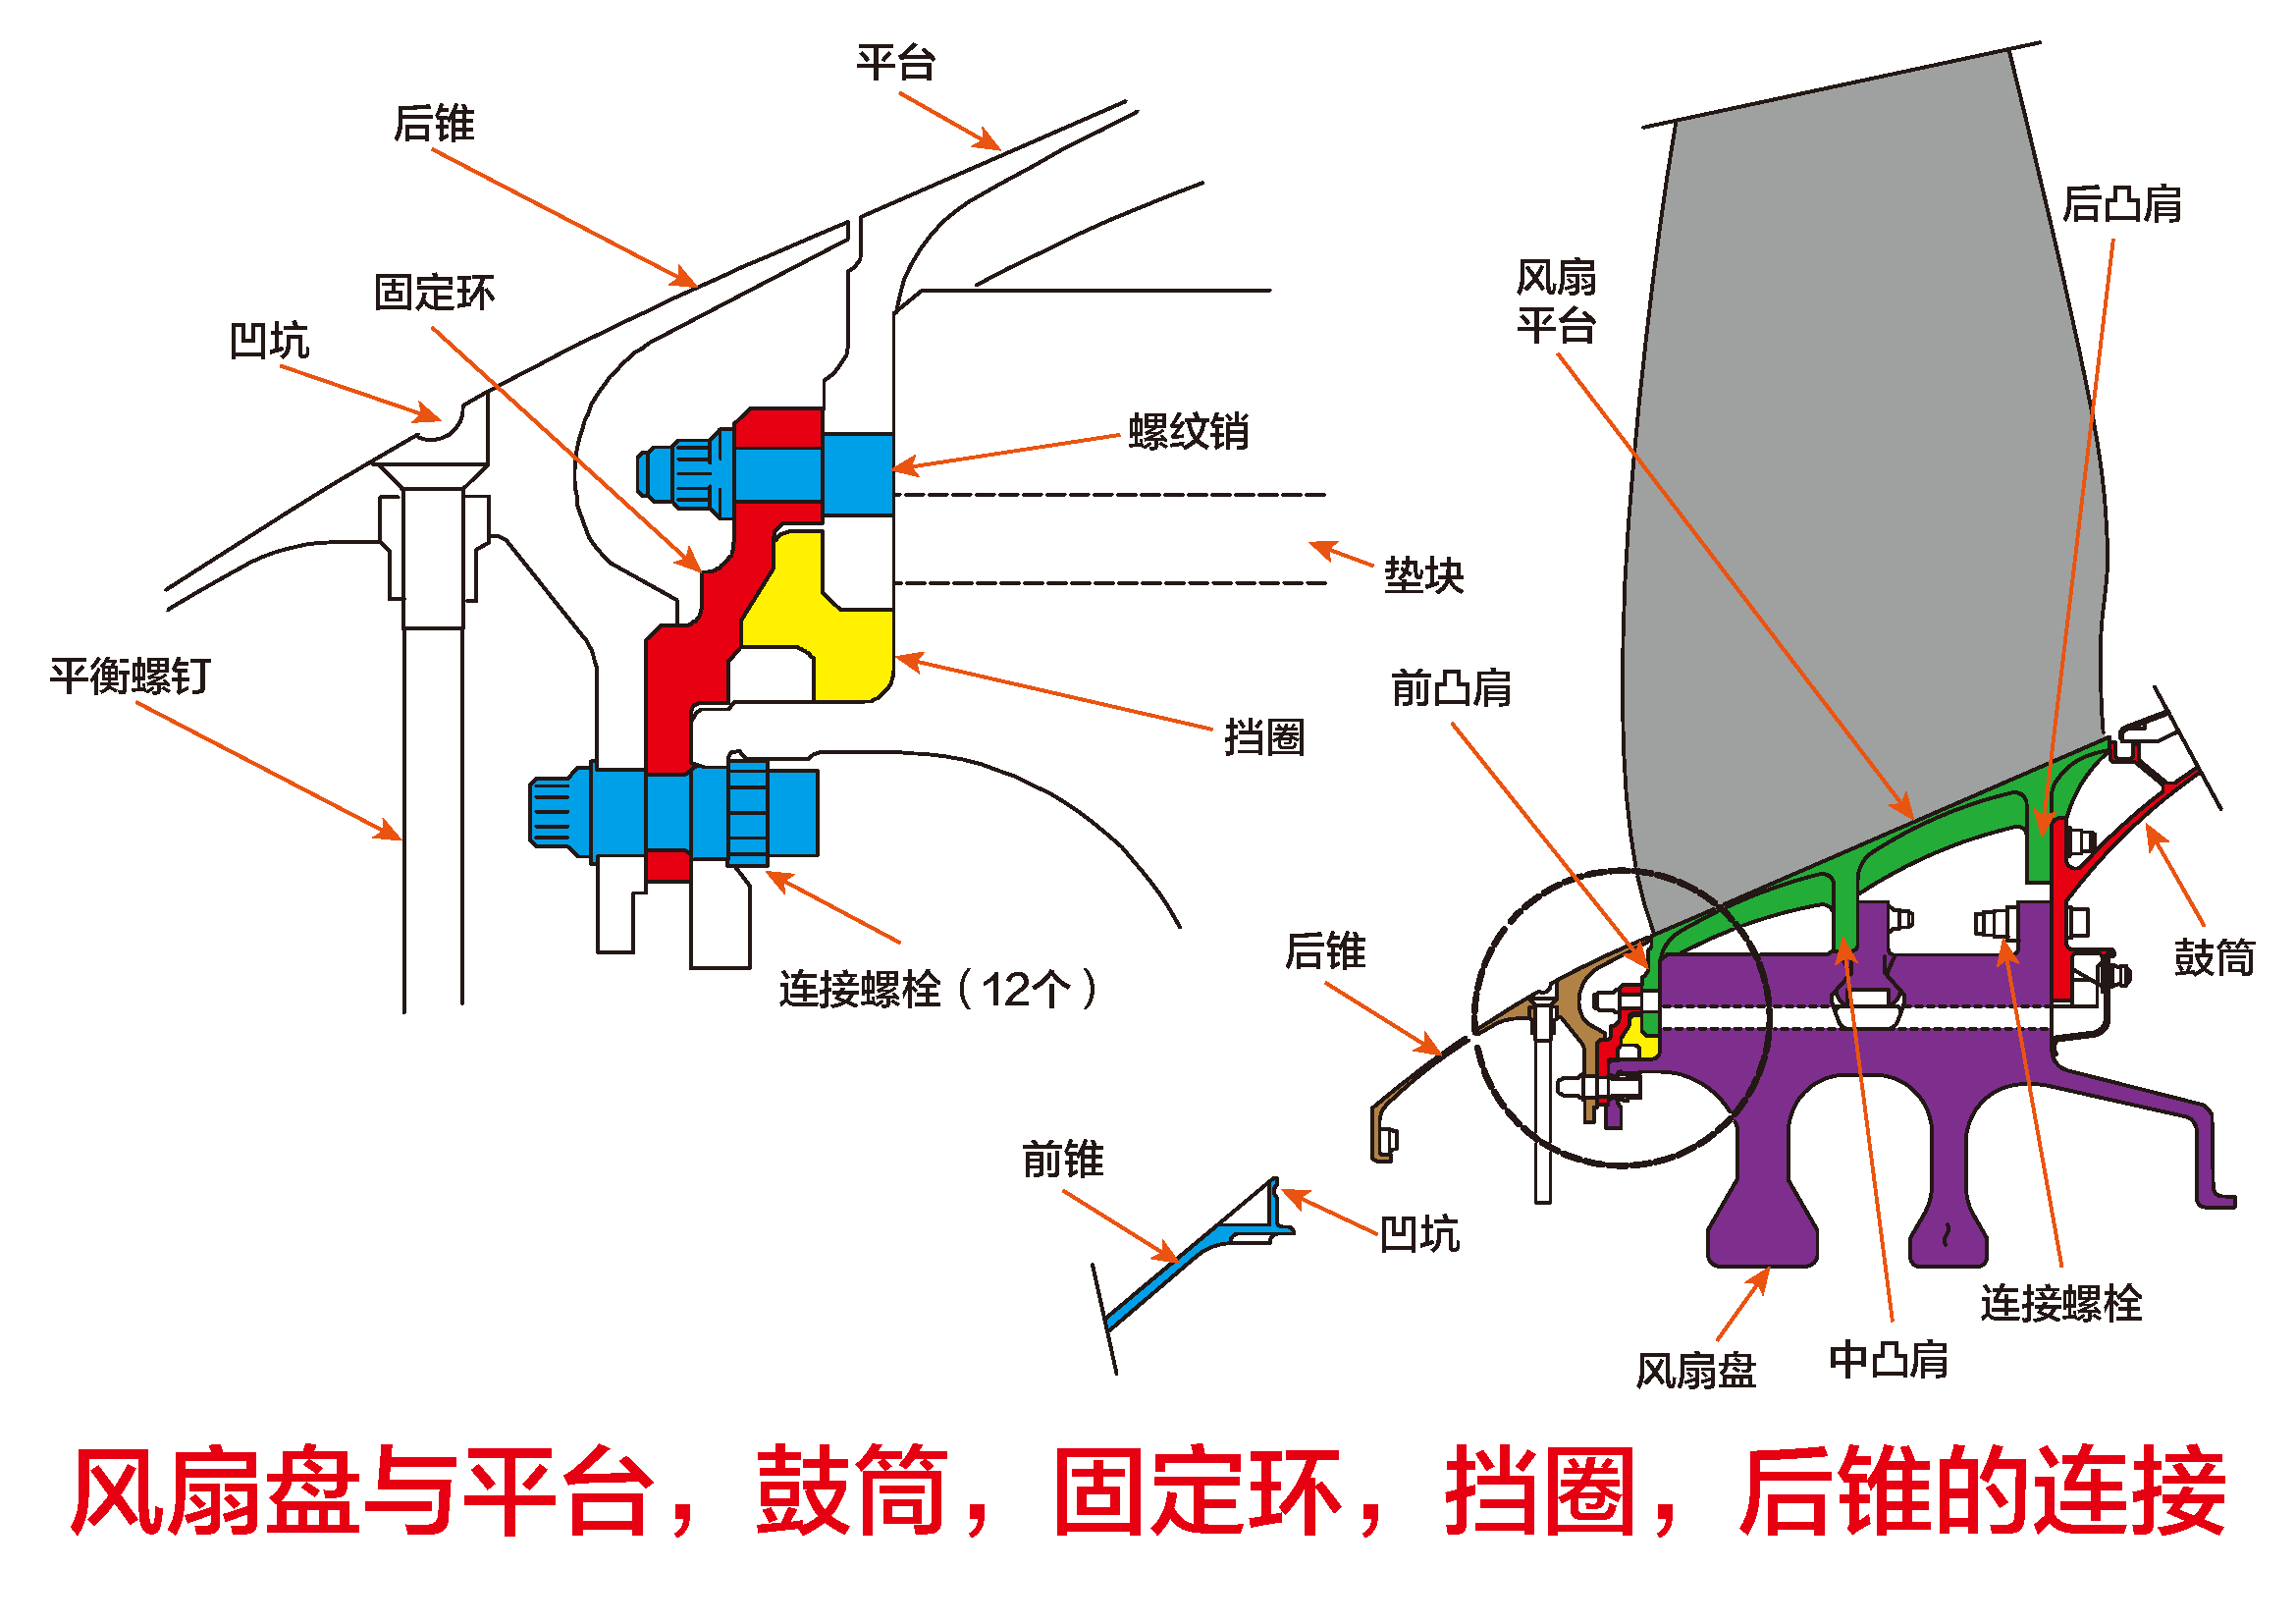 平台
后锥
固定环
凹坑
螺纹销
垫块
平衡螺钉
挡圈
连接螺栓（12个）
后凸肩
风扇
平台
前凸肩
后锥
鼓筒
前锥
凹坑
连接螺栓
中凸肩
风扇盘
风扇盘与平台，鼓筒，固定环，挡圈，后锥的连接